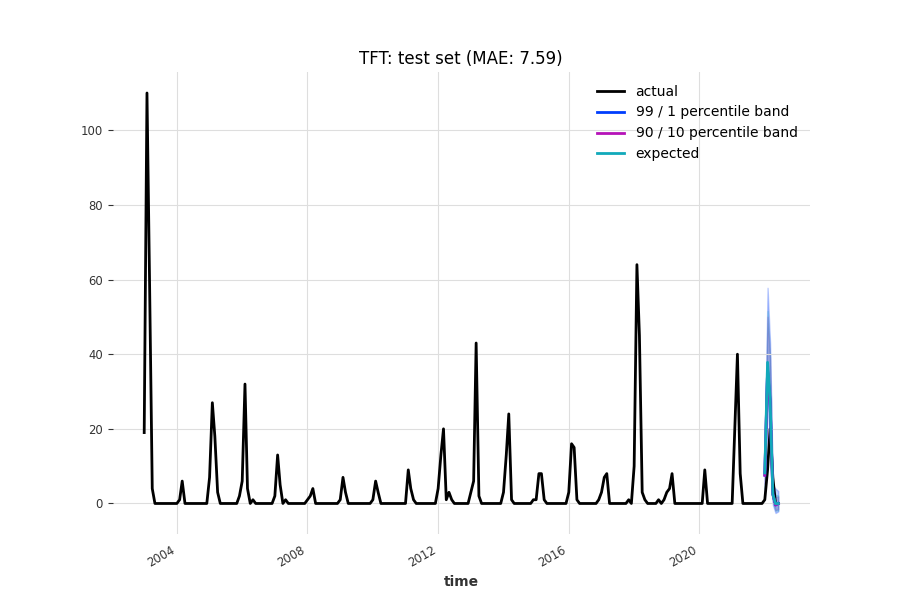 TFT: test set (MAE: 7.59)
actual
99 / 1 percentile band
90 / 10 percentile band
expected
100
80
60
40
20
0
2004
2008
2012
2016
2020
time